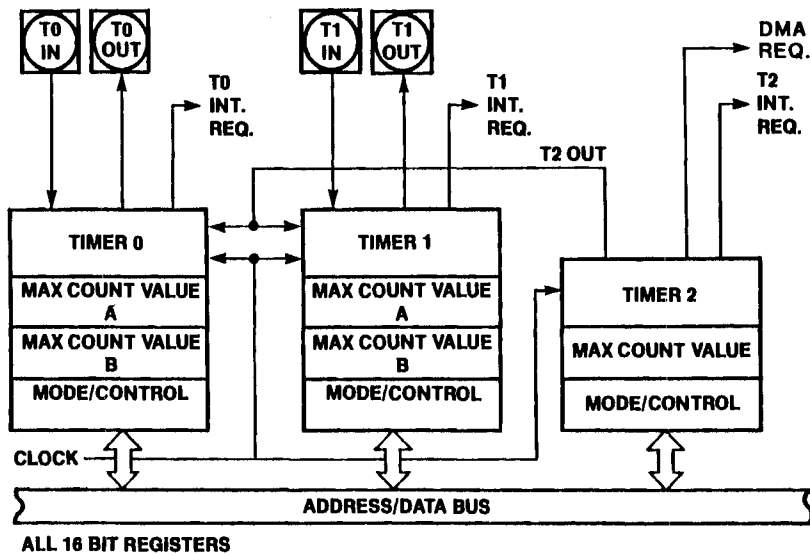 T0
IN
T0
OUT
T1
IN
T1
OUT
DMA
REQ.
T0
INT.
REQ.
T1
INT.
REQ.
T2
INT.
REQ.
T2 OUT
TIMER 0
MAX COUNT VALUE
A
MAX COUNT VALUE
B
MODE/CONTROL
TIMER 1
MAX COUNT VALUE
A
MAX COUNT VALUE
B
MODE/CONTROL
TIMER 2
MAX COUNT VALUE
MODE/CONTROL
CLOCK
ADDRESS/DATA BUS
ALL 16 BIT REGISTERS